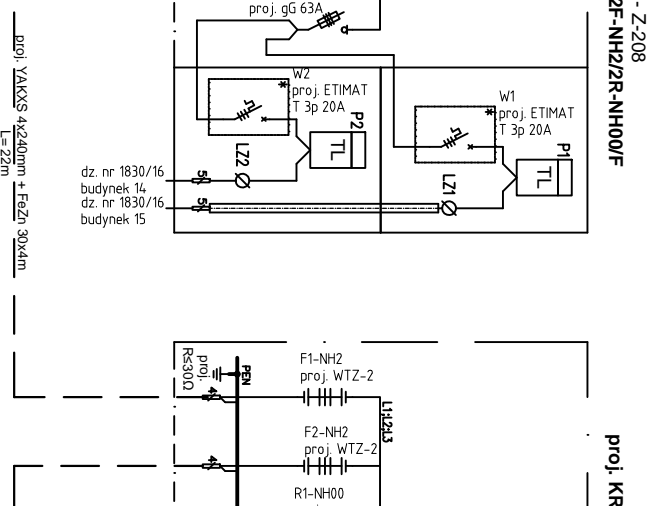 proj. gG 63A
- Z-208
2F-NH2/2R-NH00/F
W2
proj. ETIMAT
T 3p 20A
P2
TL
LZ2
W1
proj. ETIMAT
T 3p 20A
P1
TL
LZ1
dz. nr 1830/16
budynek 14
5
dz. nr 1830/16
budynek 15
5
proj. YAKXS 4x240mm + FeZn 30x4m
L= 22m
proj.
R≤30Ω
PEN
F1-NH2
proj. WTZ-2
L1;L2;L3
4
F2-NH2
proj. WTZ-2
4
R1-NH00
proj. KR